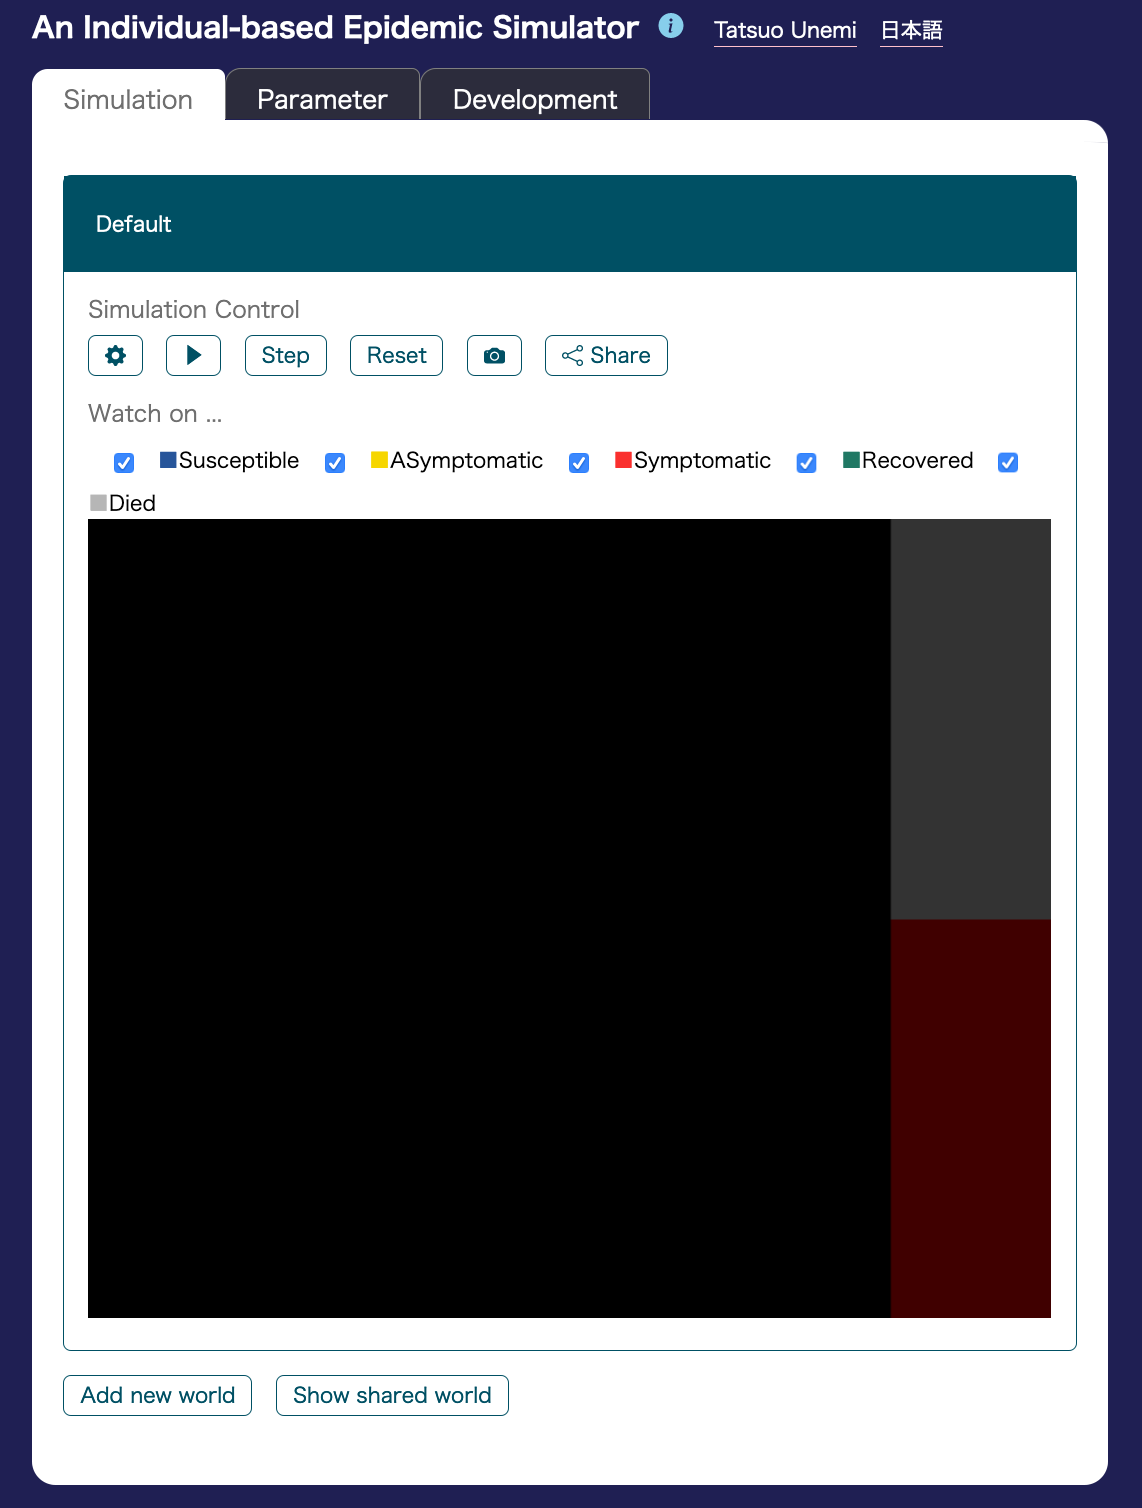 An Individual-based Epidemic Simulator i Tatsuo Unemi 日本語
Simulation Parameter Development
Default
Simulation Control
Step Reset Share
Watch on ...
Susceptible ASymptomatic Symptomatic Recovered
Died
Add new world Show shared world